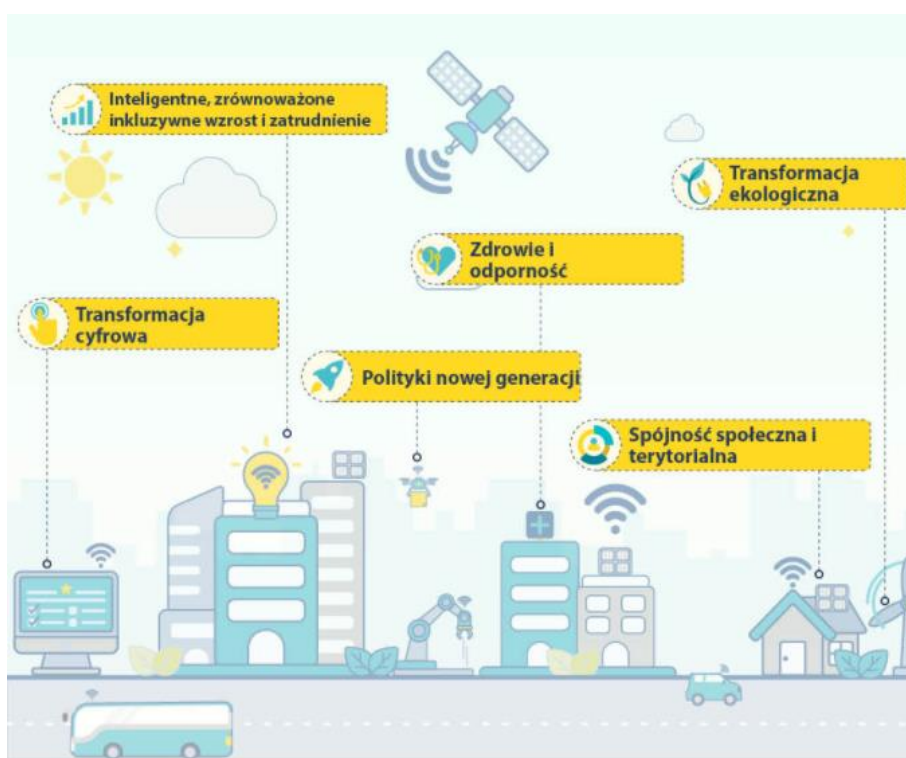 Inteligentne, zrównoważone
inkluzywne wzrost i zatrudnienie
Transformacja
ekologiczna
Zdrowie i
odporność
Transformacja
cyfrowa
Polityki nowej generacji
Spójność społeczna i
terytorialna